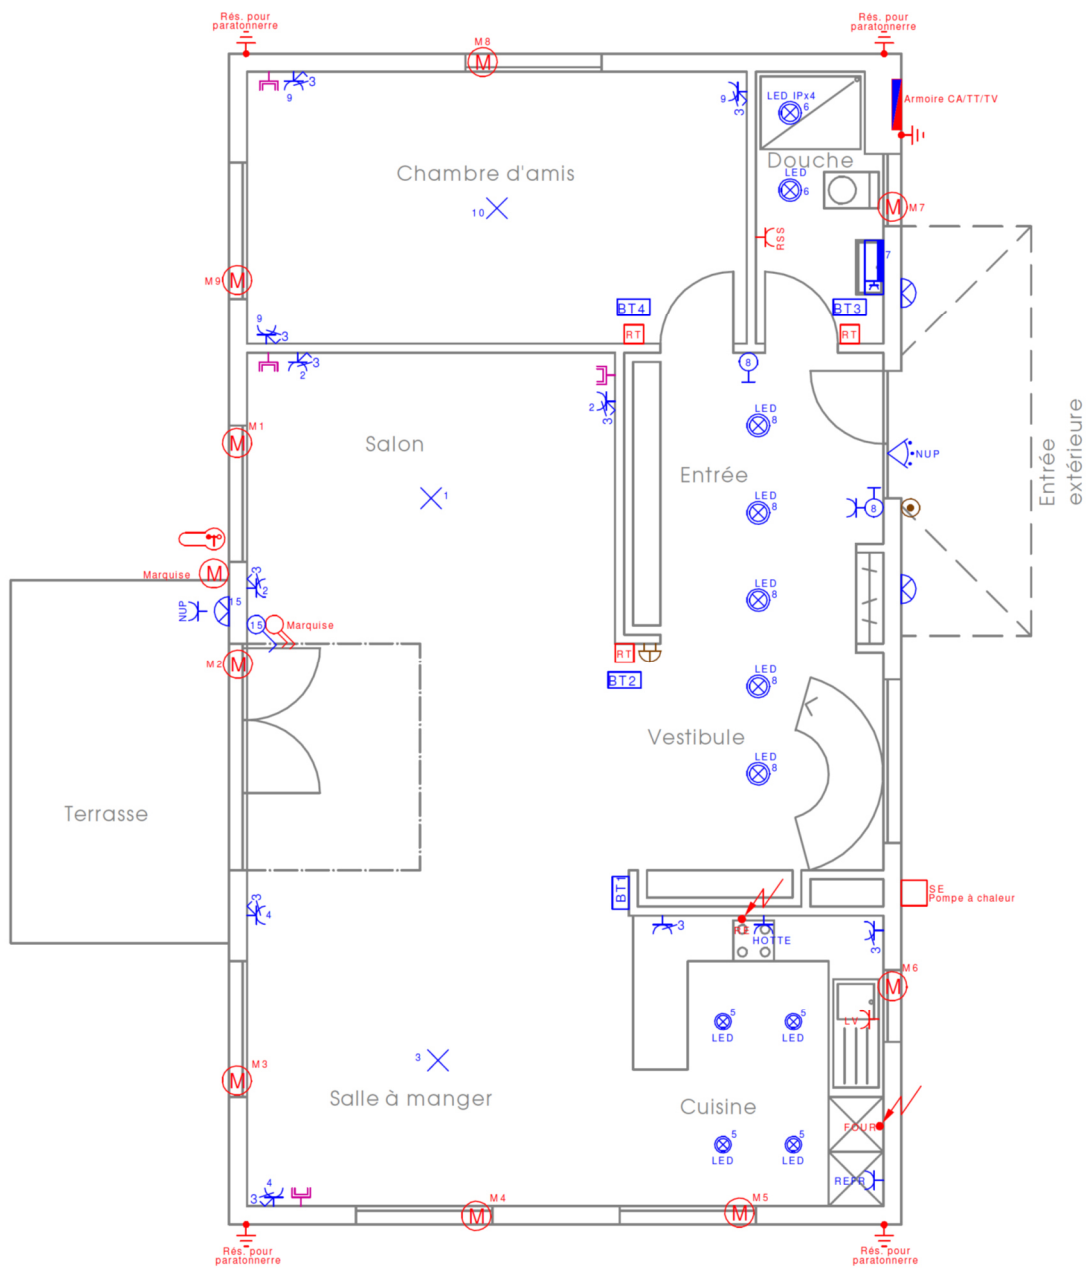 Rés. pour
paratonnerre
Rés. pour
paratonnerre
M8
M
3
9
9
3
LED IPx4
6
Armoire CA/TT/TV
Douche
LED
6
Chambre d'amis
10
M
M7
RSS
7
M9
M
9
3
BT4
RT
BT3
RT
3
2
8
2
3
LED
8
M1
M
Salon
1
Entrée
NUP
Entrée
extérieure
LED
8
8
Marquise
M
3
2
LED
8
NUP
15
15
Marquise
M2
M
RT
BT2
LED
8
Vestibule
LED
8
Terrasse
BT1
SE
Pompe à chaleur
3
4
3
HOTTE
3
M6
M
5
LED
5
LED
LV
3
M3
M
Salle à manger
Cuisine
FOUR
5
LED
5
LED
REFR
4
3
M4
M
M5
M
Rés. pour
paratonnerre
Rés. pour
paratonnerre